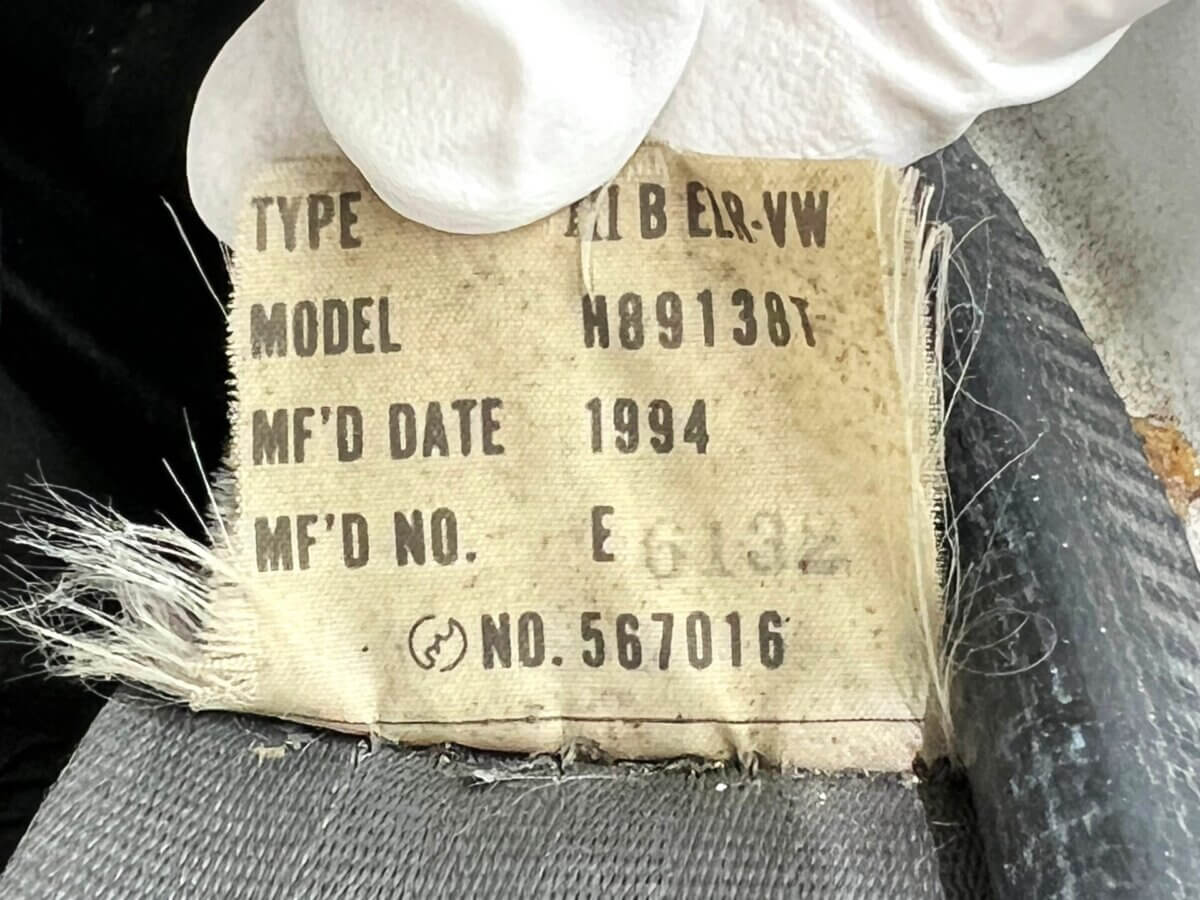 TYPE B ELR-VW
MODEL H89138T
MF'D DATE 1994
MF'D NO. E 6132
NO. 567016